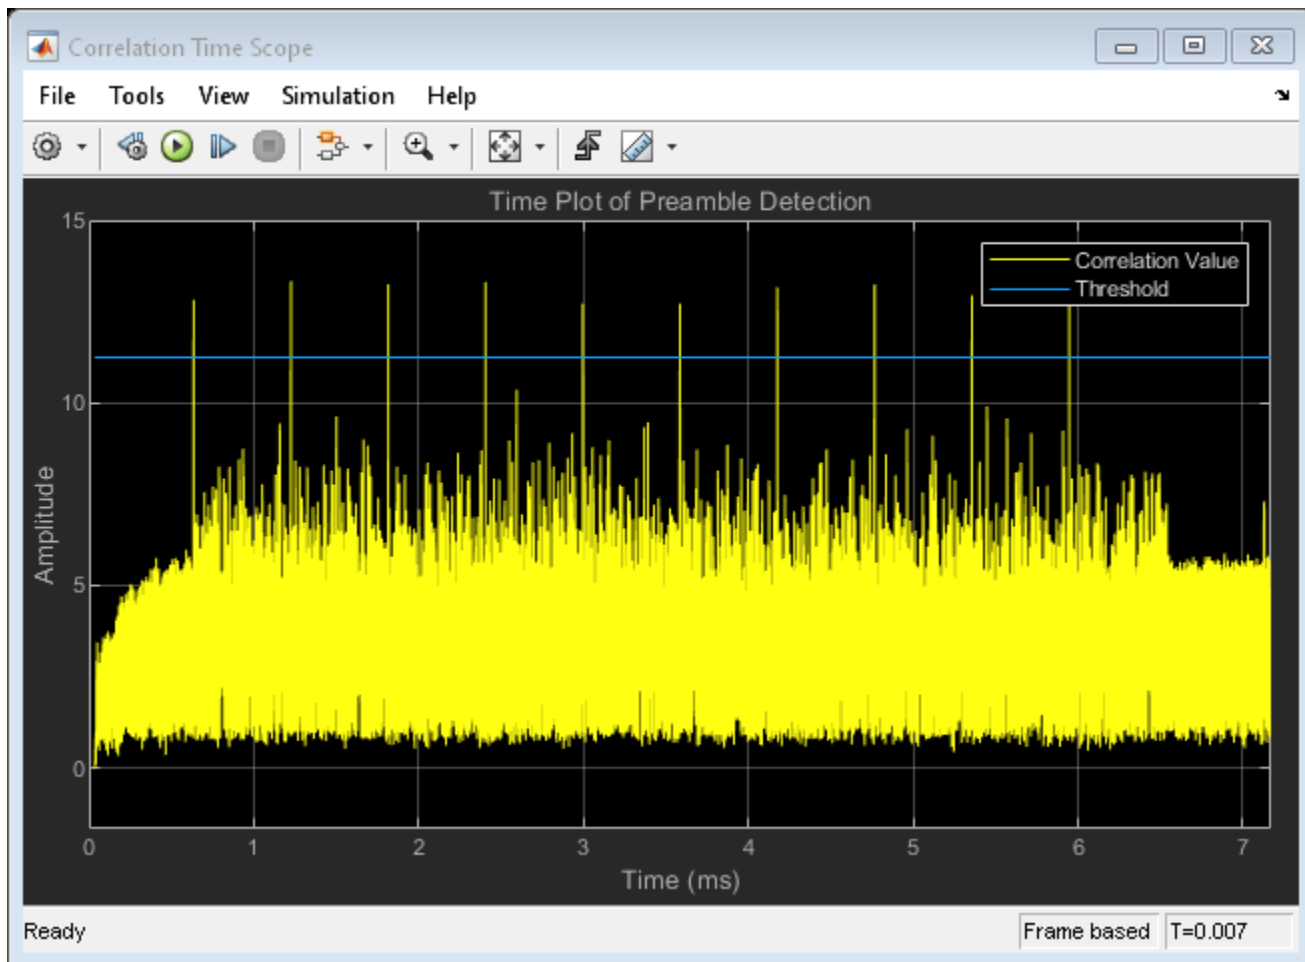 Correlation Time Scope
File Tools View Simulation Help
Time Plot of Preamble Detection
15
Correlation Value
Threshold
10
Amplitude
5
0
0 1 2 3 4 5 6 7
Time (ms)
Ready Frame based T=0.007